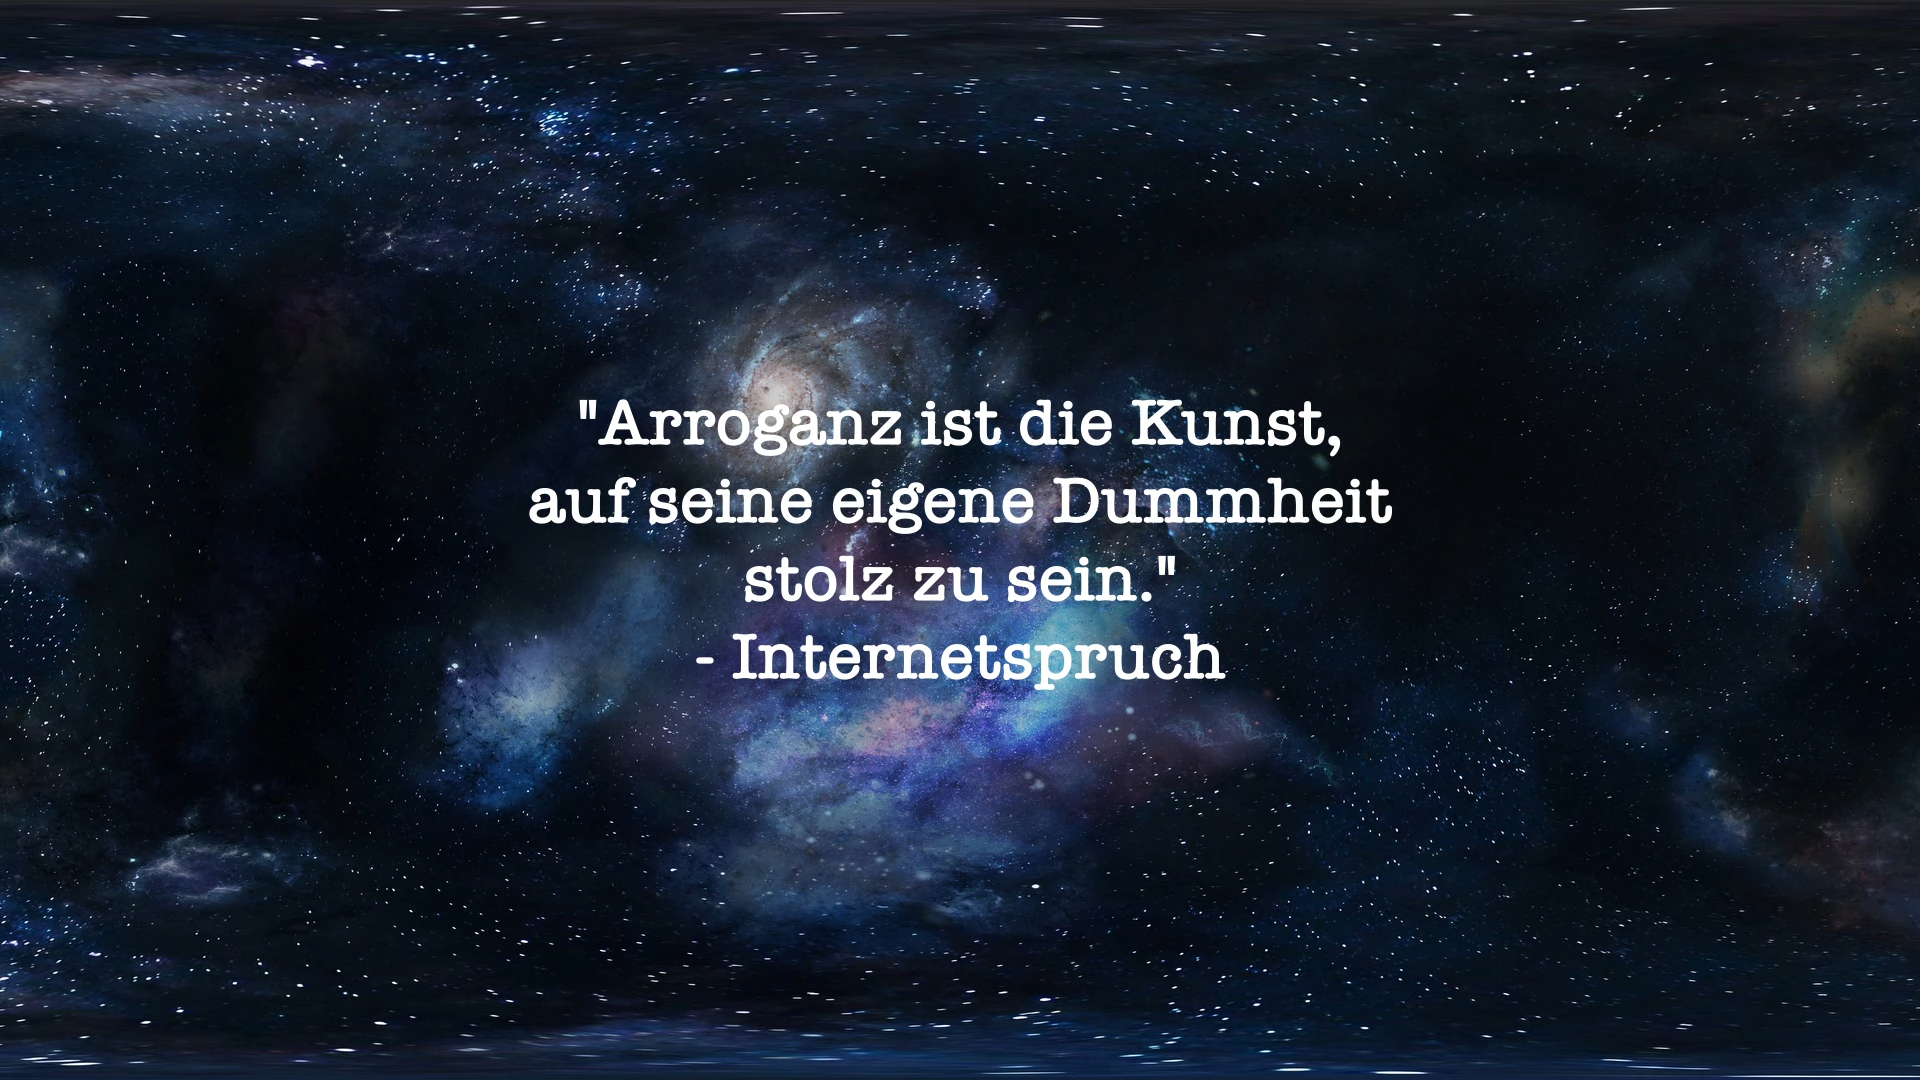 "Arroganz ist die Kunst,
auf seine eigene Dummheit
stolz zu sein."
- Internetspruch